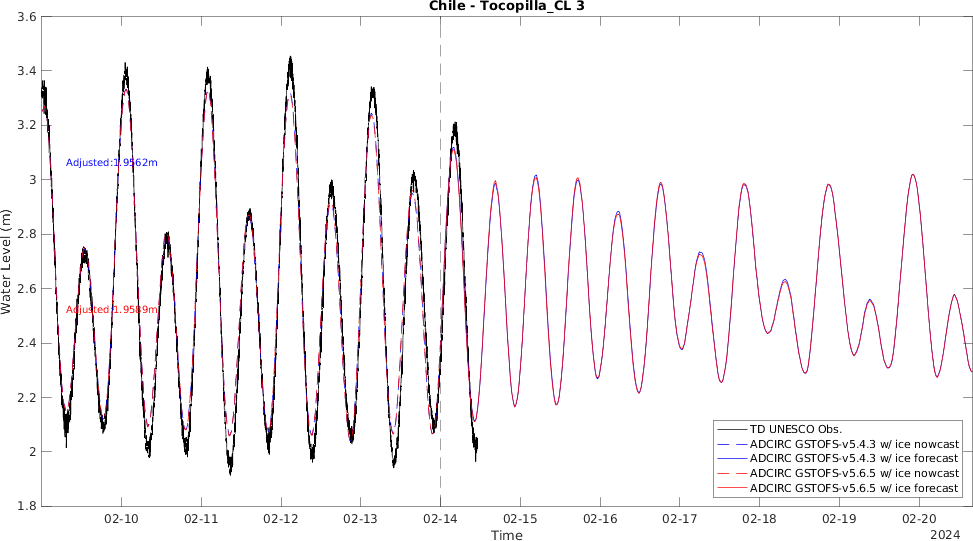 Chile - Tocopilla_CL 3
3.6
3.4
3.2
3
2.8
2.6
2.4
2.2
2
1.8
Water Level (m)
Adjusted:1.9562m
Adjusted:1.9589m
TD UNESCO Obs.
ADCIRC GSTOFS-v5.4.3 w/ ice nowcast
ADCIRC GSTOFS-v5.4.3 w/ ice forecast
ADCIRC GSTOFS-v5.6.5 w/ ice nowcast
ADCIRC GSTOFS-v5.6.5 w/ ice forecast
02-10 02-11 02-12 02-13 02-14 02-15 02-16 02-17 02-18 02-19 02-20
2024
Time